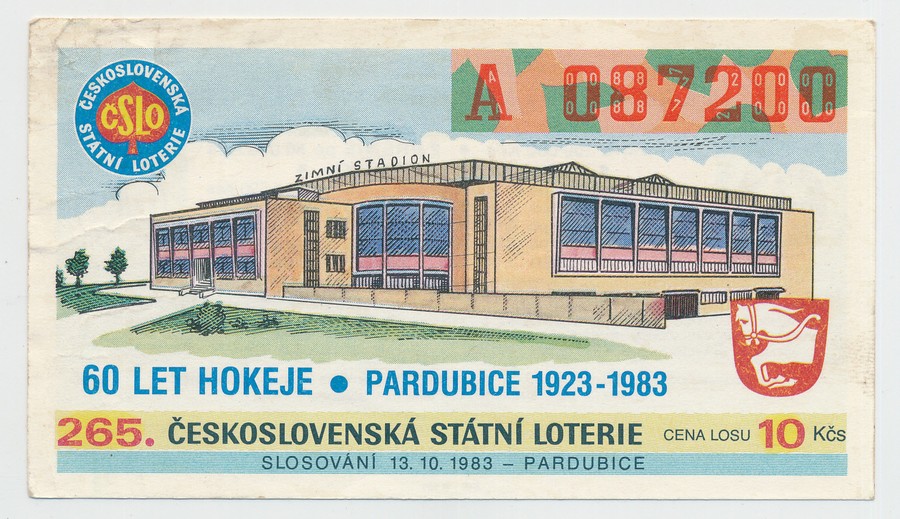 ČESKOSLOVENSKÁ
STÁTNÍ LOTERIE
ČSLO
A 087200
ZIMNÍ STADION
60 LET HOKEJE • PARDUBICE 1923-1983
265. ČESKOSLOVENSKÁ STÁTNÍ LOTERIE CENA LOSU 10 Kčs
SLOSOVÁNÍ 13.10.1983 – PARDUBICE